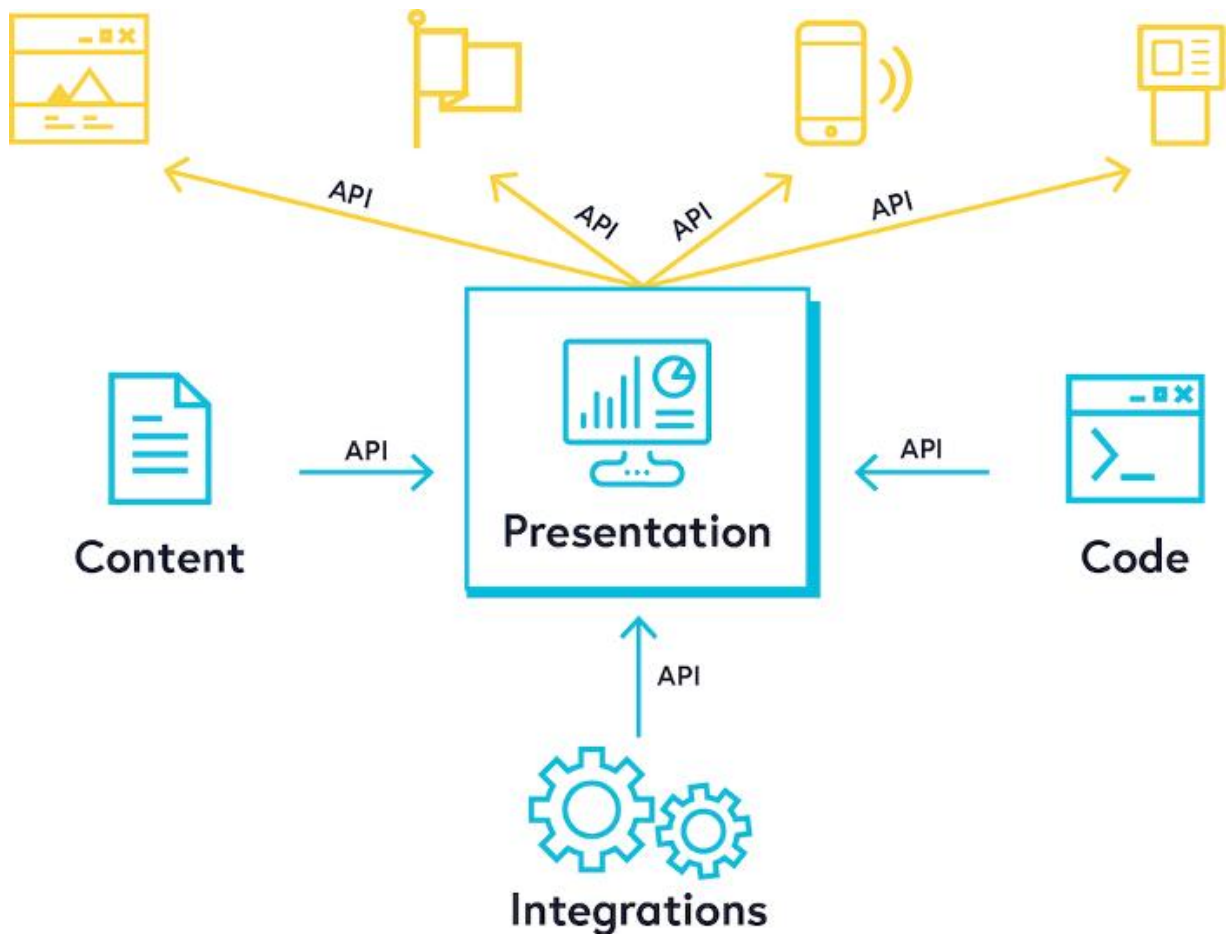 API
API
API
API
API
API
Presentation
Content
Code
API
Integrations